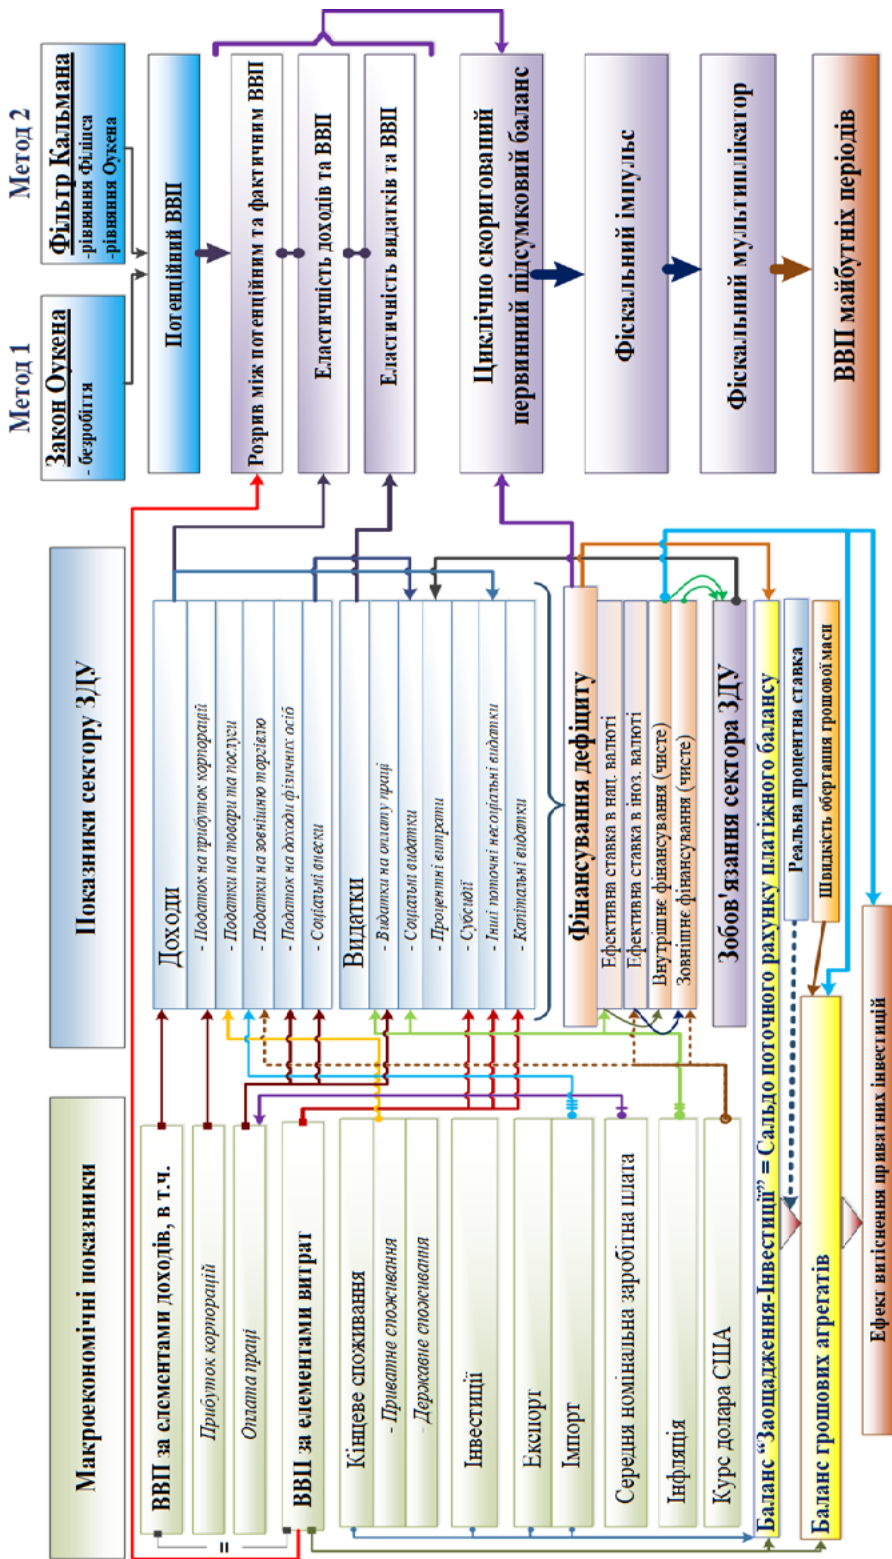 Макроекономічні показники
ВВП за елементами доходів, в т.ч.
Прибуток корпорацій
Оплата праці
ВВП за елементами витрат
=
Кінцеве споживання
- Приватне споживання
- Державне споживання
Інвестиції
Експорт
Імпорт
Середня номінальна заробітна плата
Інфляція
Курс долара США
Показники сектору ЗДУ
Доходи
- Податок на прибуток корпорацій
- Податки на товари та послуги
- Податки на зовнішню торгівлю
- Податок на доходи фізичних осіб
- Соціальні внески
Видатки
- Видатки на оплату праці
- Соціальні видатки
- Процентні витрати
- Субсидії
- Інші поточні несоціальні видатки
- Капітальні видатки
Фінансування дефіциту
Ефективна ставка в нац. валюті
Ефективна ставка в іноз. валюті
Внутрішнє фінансування (чисте)
Зовнішнє фінансування (чисте)
Зобов'язання сектора ЗДУ
Баланс “Заощадження-Інвестиції” = Сальдо поточного рахунку платіжного балансу
Реальна процентна ставка
Швидкість обертання грошової маси
Баланс грошових агрегатів
Ефект витіснення приватних інвестицій
Метод 1
Закон Оукена
- безробіття
Метод 2
Фільтр Кальмана
-рівняння Філіпса
-рівняння Оукена
Потенційний ВВП
Розрив між потенційним та фактичним ВВП
Еластичність доходів та ВВП
Еластичність видатків та ВВП
Циклічно скоригований
первинний підсумковий баланс
Фіскальний імпульс
Фіскальний мультиплікатор
ВВП майбутніх періодів